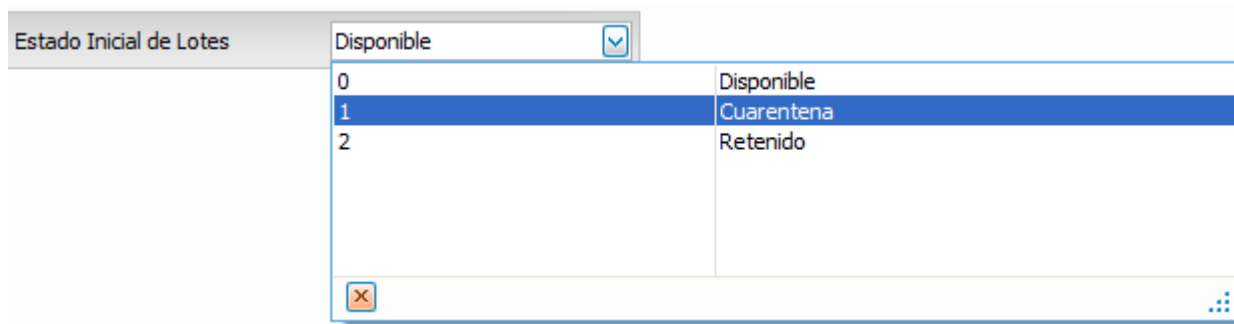 Estado Inicial de Lotes Disponible
0 Disponible
1 Cuarentena
2 Retenido